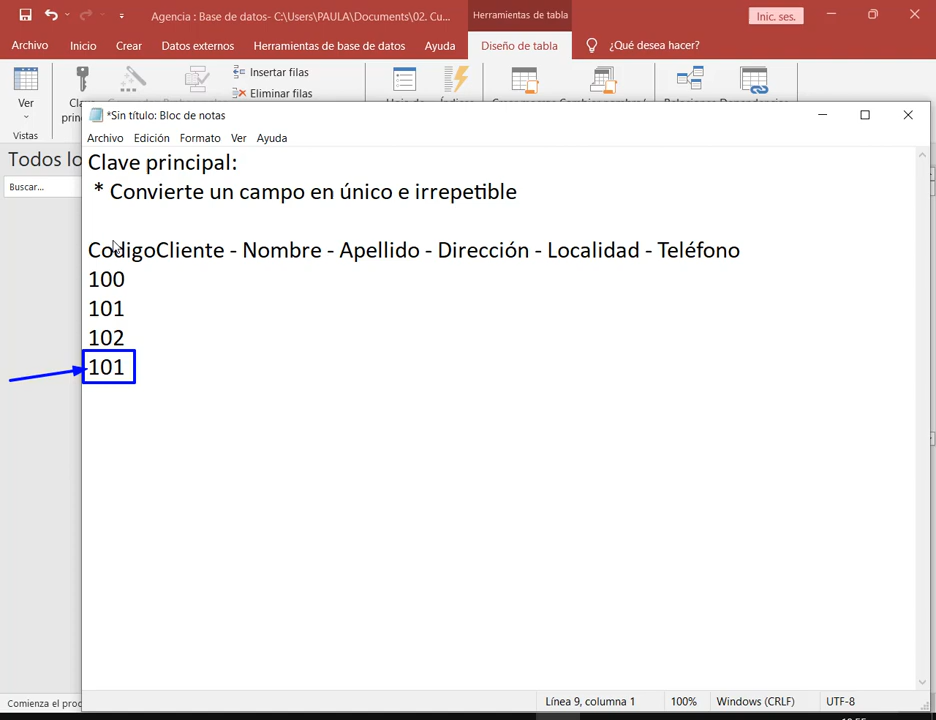 Agencia : Base de datos- C:\Users\PAULA\Documents\02. Cu...
Herramientas de tabla
Inic. ses.
Archivo Inicio Crear Datos externos Herramientas de base de datos Ayuda Diseño de tabla ¿Qué desea hacer?
Ver
Insertar filas
Eliminar filas
Vistas
*Sin título: Bloc de notas
Archivo Edición Formato Ver Ayuda
Todos lo
Buscar...
Clave principal:
* Convierte un campo en único e irrepetible
CodigoCliente - Nombre - Apellido - Dirección - Localidad - Teléfono
100
101
102
101
Comienza el proc
Línea 9, columna 1 100% Windows (CRLF) UTF-8